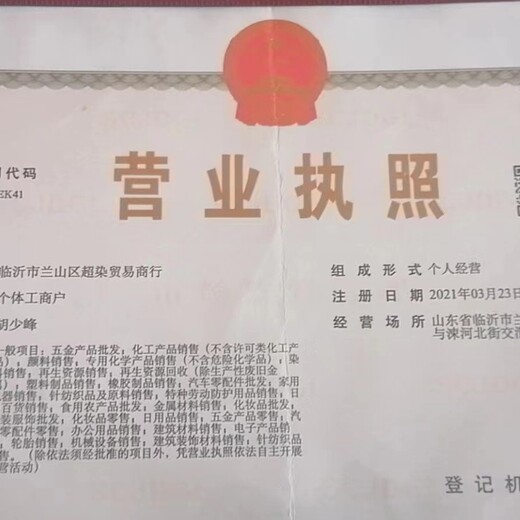 用代码
EK41
营业执照
临沂市兰山区超染贸易商行
个体工商户
胡少峰
组成形式 个人经营
注册日期 2021年03月23日
经营场所 山东省临沂市兰
与涑河北街交
一般项目：五金产品批发；化工产品销售（不含许可类化工产
品）；颜料销售；专用化学产品销售（不含危险化学品）；染
料销售；再生资源销售；再生资源回收（除生产性废旧金
属）；塑料制品销售；橡胶制品销售；汽车零配件批发；家用
电器销售；针纺织品及原料销售；特种劳动防护用品销售；日
用百货销售；食用农产品批发；金属材料销售；化妆品批发；
服装服饰批发；化妆品零售；日用品销售；五金产品零售；汽
车零配件零售；办公用品销售；建筑材料销售；电子产品销
售；轮胎销售；机械设备销售；建筑装饰材料销售；针纺织品
销售。（除依法须经批准的项目外，凭营业执照依法自主开展
经营活动）
登记机